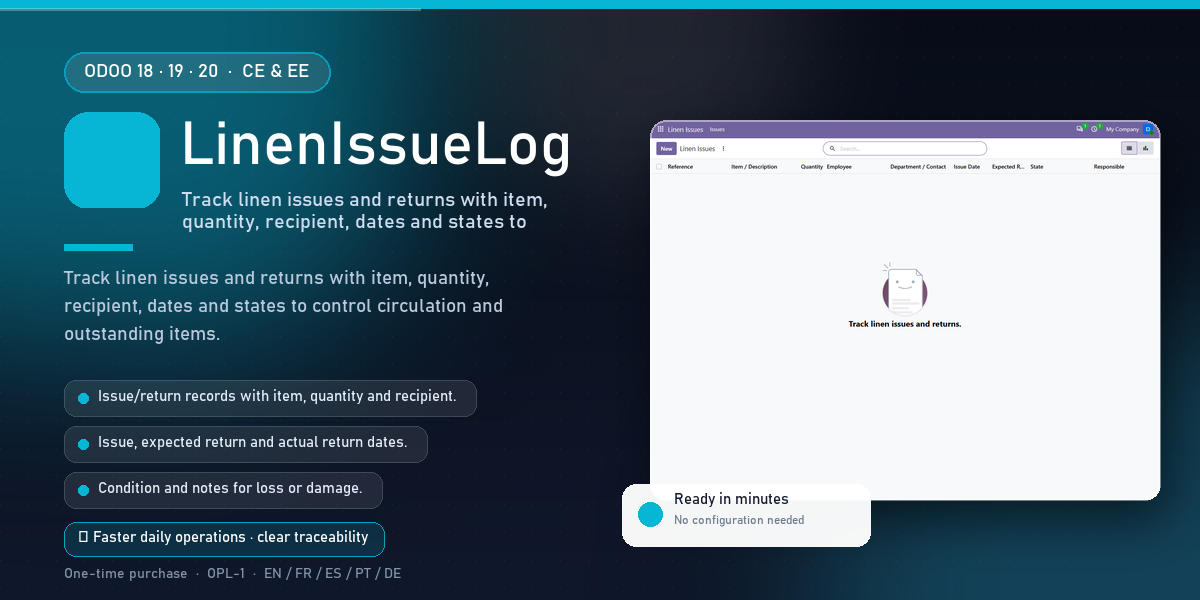 ODOO 18 · 19 · 20 · CE & EE
LinenIssueLog
Track linen issues and returns with item,
quantity, recipient, dates and states to
Track linen issues and returns with item, quantity,
recipient, dates and states to control circulation and
outstanding items.
Issue/return records with item, quantity and recipient.
Issue, expected return and actual return dates.
Condition and notes for loss or damage.
Faster daily operations · clear traceability
One-time purchase · OPL-1 · EN / FR / ES / PT / DE
Linen Issues Issues My Company D
New Linen Issues Search...
Reference Item / Description Quantity Employee Department / Contact Issue Date Expected R... State Responsible
Track linen issues and returns.
Ready in minutes
No configuration needed